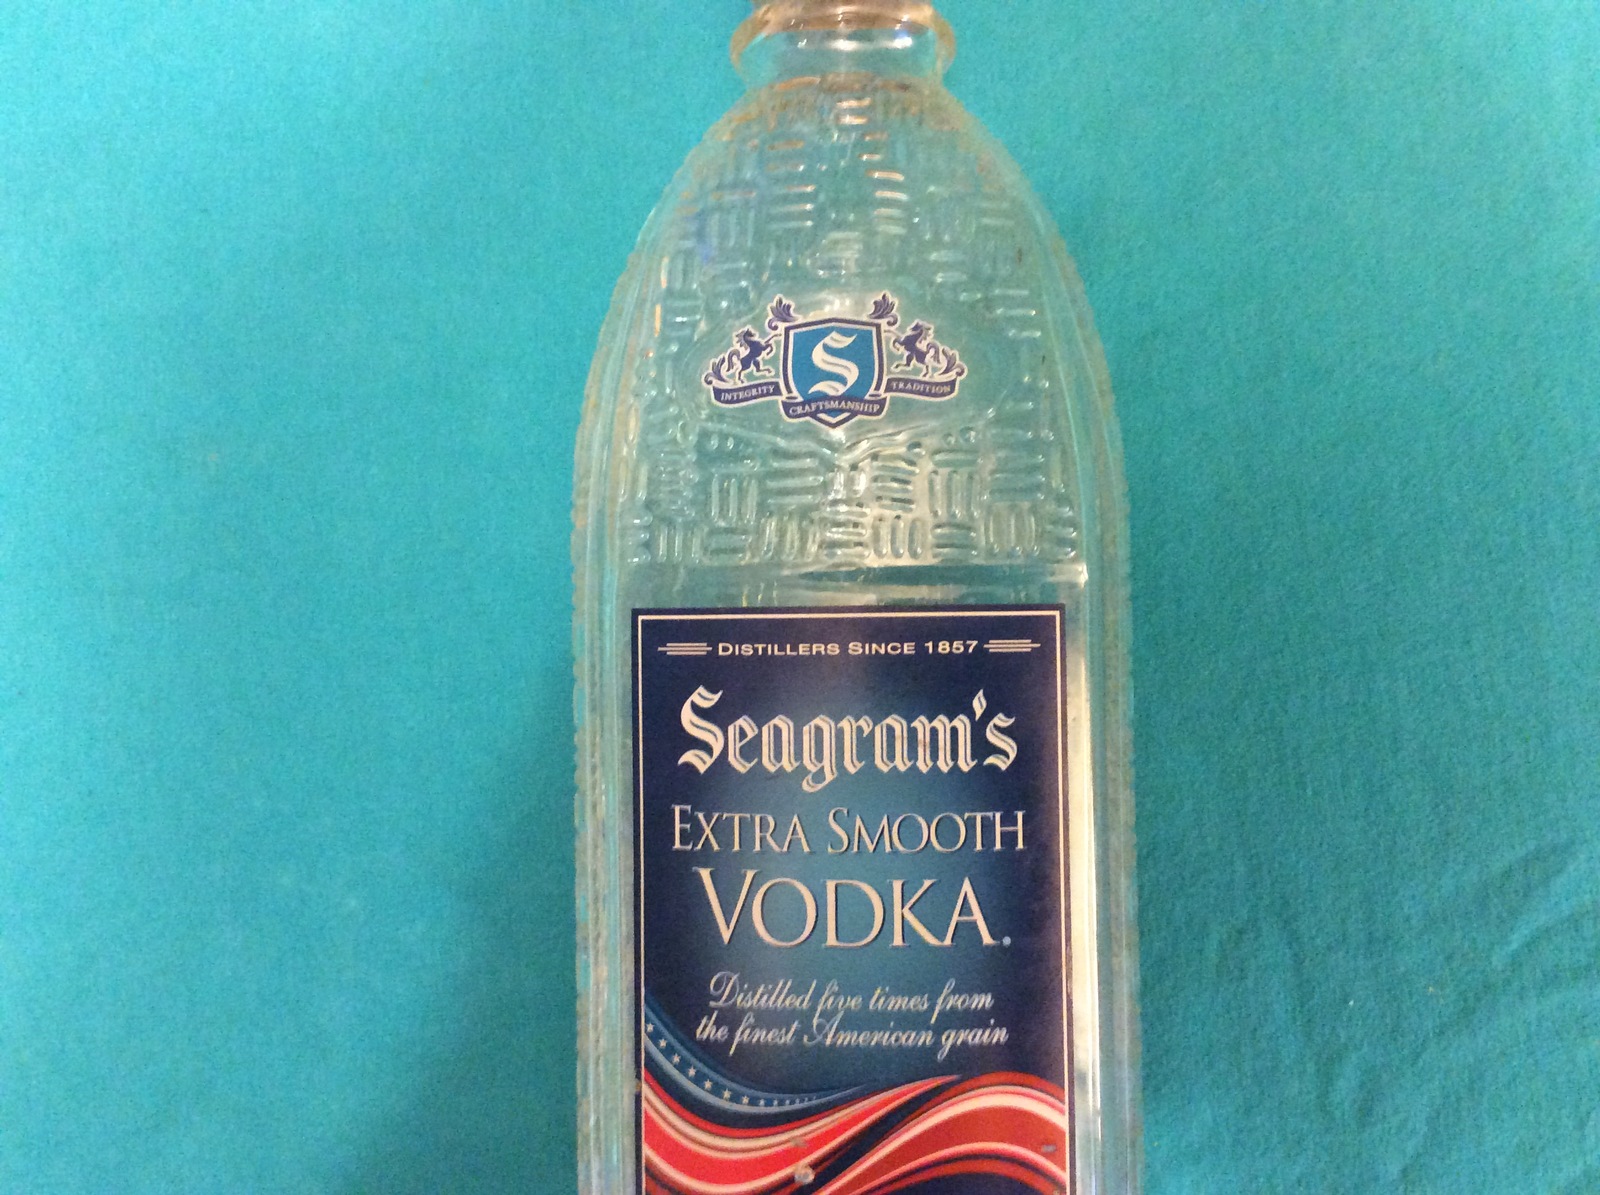 S
INTEGRITY
TRADITION
CRAFTSMANSHIP
DISTILLERS SINCE 1857
Seagram's
EXTRA SMOOTH
VODKA.
Distilled five times from
the finest American grain